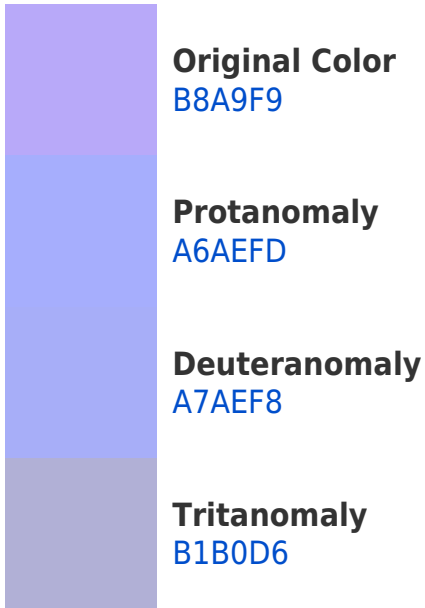 Original Color
B8A9F9
Protanomaly
A6AEFD
Deuteranomaly
A7AEF8
Tritanomaly
B1B0D6